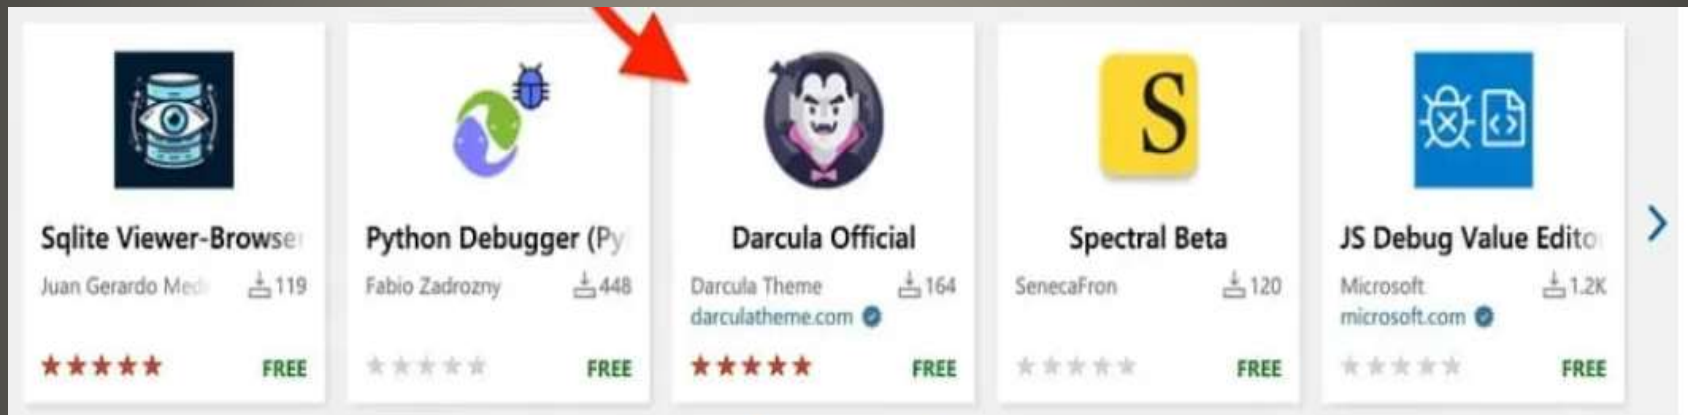 S
Sqlite Viewer-Browse
Juan Gerardo Med 119
FREE
Python Debugger (Py
Fabio Zadrozny 448
FREE
Darcula Official
Darcula Theme 164
darculatheme.com
FREE
Spectral Beta
SenecaFron 120
FREE
JS Debug Value Edito
Microsoft 1.2K
microsoft.com
FREE